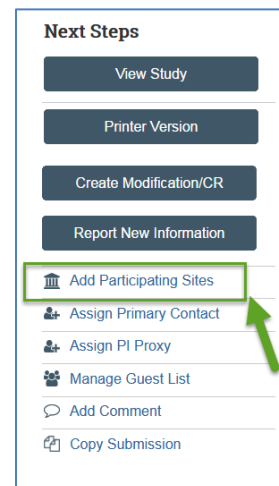 Next Steps
View Study
Printer Version
Create Modification/CR
Report New Information
Add Participating Sites
Assign Primary Contact
Assign PI Proxy
Manage Guest List
Add Comment
Copy Submission